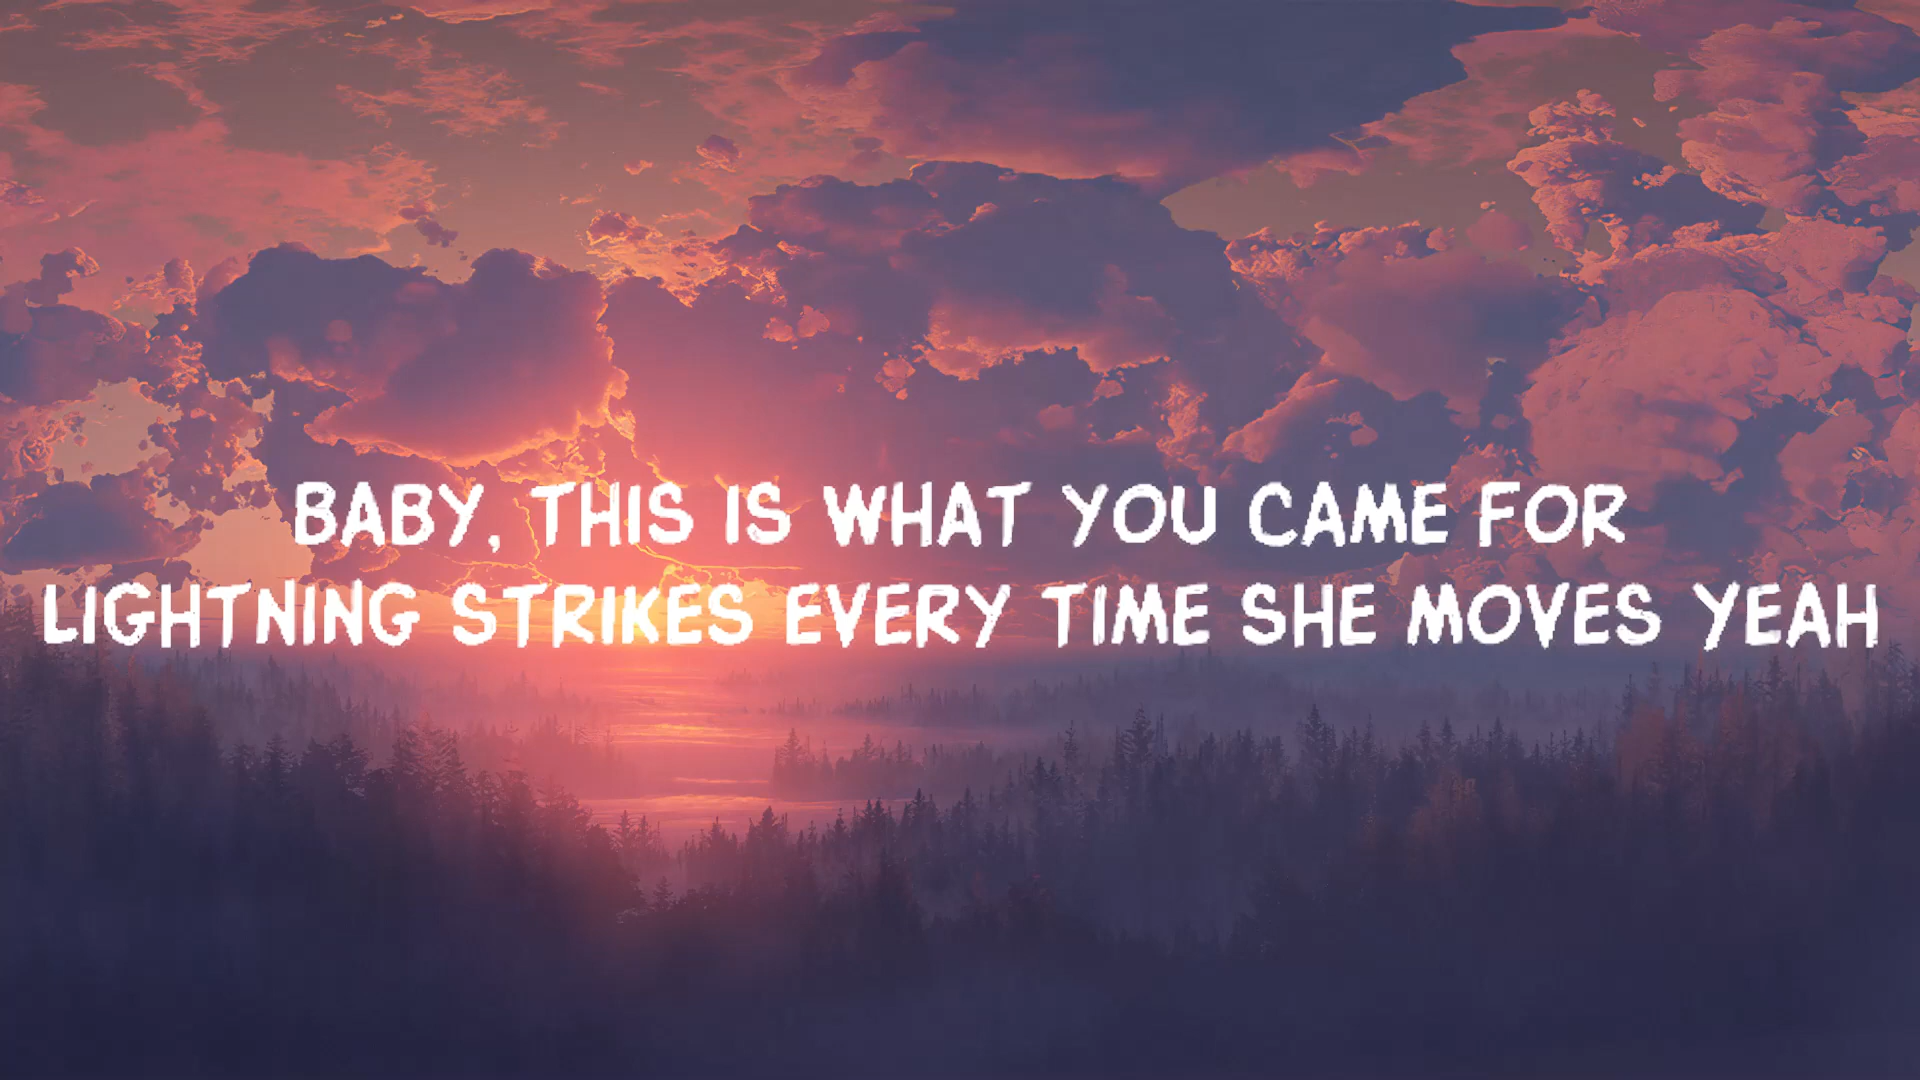 BABY, THIS IS WHAT YOU CAME FOR
LIGHTNING STRIKES EVERY TIME SHE MOVES YEAH